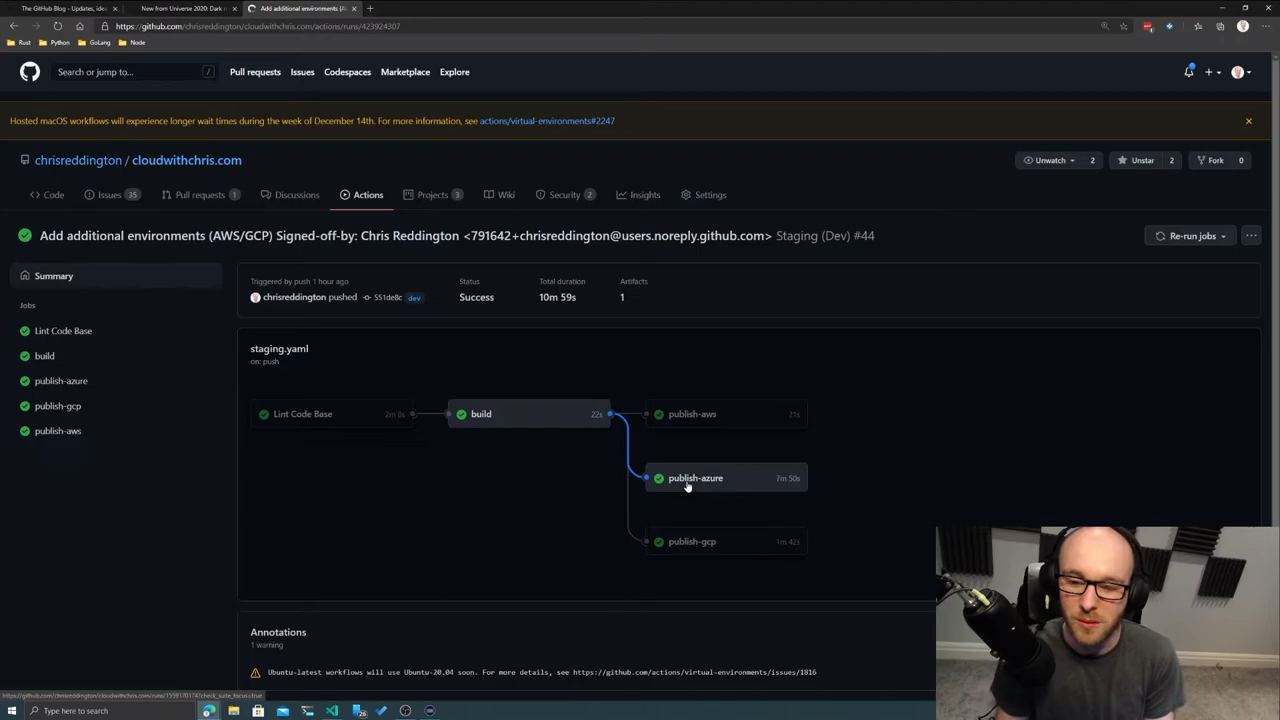 The GitHub Blog - Updates, ide
New from Universe 2020: Dark m
Add additional environments (A
https://github.com/chrisreddington/cloudwithchris.com/actions/runs/423924307
Rust
Python
GoLang
Node
Search or jump to...
/
Pull requests
Issues
Codespaces
Marketplace
Explore
Hosted macOS workflows will experience longer wait times during the week of December 14th. For more information, see actions/virtual-environments#2247
chrisreddington / cloudwithchris.com
Unwatch
2
Unstar
2
Fork
0
Code
Issues 35
Pull requests 1
Discussions
Actions
Projects 3
Wiki
Security 2
Insights
Settings
Add additional environments (AWS/GCP) Signed-off-by: Chris Reddington <791642+chrisreddington@users.noreply.github.com> Staging (Dev) #44
Re-run jobs
Summary
Jobs
Lint Code Base
build
publish-azure
publish-gcp
publish-aws
Triggered by push 1 hour ago
chrisreddington pushed 551de8c dev
Status
Success
Total duration
10m 59s
Artifacts
1
staging.yaml
on: push
Lint Code Base 2m 8s
build 22s
publish-aws 21s
publish-azure 7m 50s
publish-gcp 1m 42s
Annotations
1 warning
Ubuntu-latest workflows will use Ubuntu-20.04 soon. For more details, see https://github.com/actions/virtual-environments/issues/1816
Type here to search